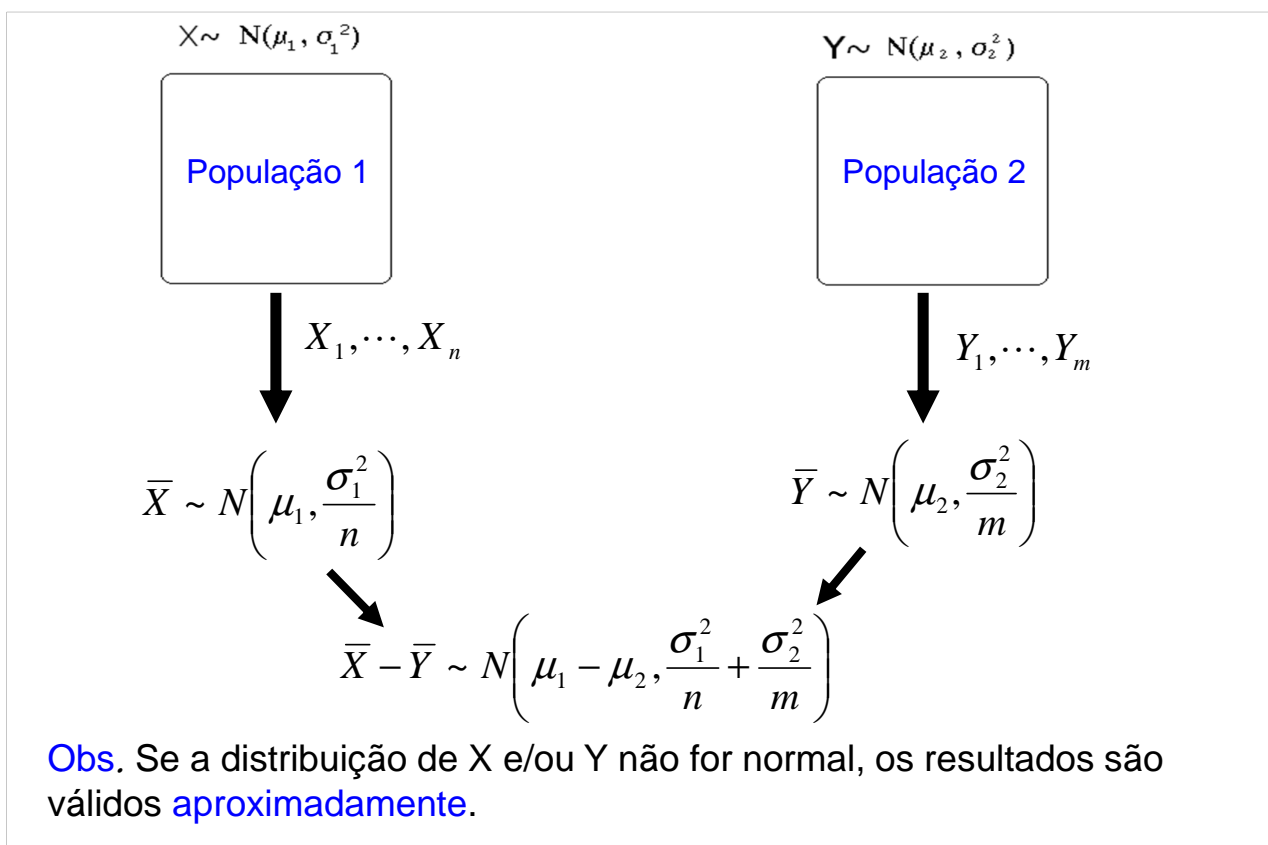 X~ N(μ₁, σ₁²)
Y~ N(μ₂, σ₂²)
População 1
População 2
X₁,⋯, Xₙ
Y₁,⋯,Yₘ
X̅ ~ N(μ₁, σ₁²/n)
Y̅ ~ N(μ₂, σ₂²/m)
X̅ − Y̅ ~ N(μ₁ − μ₂, σ₁²/n + σ₂²/m)
Obs. Se a distribuição de X e/ou Y não for normal, os resultados são
válidos aproximadamente.